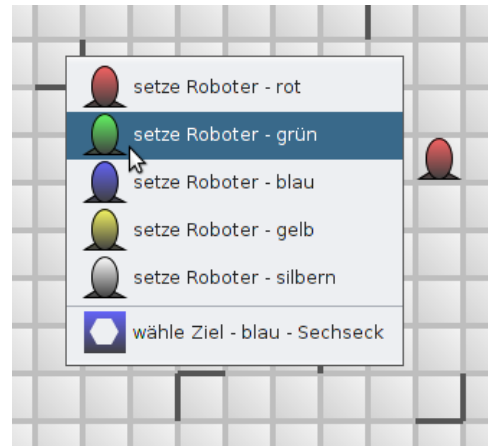 setze Roboter - rot
setze Roboter - grün
setze Roboter - blau
setze Roboter - gelb
setze Roboter - silbern
wähle Ziel - blau - Sechseck